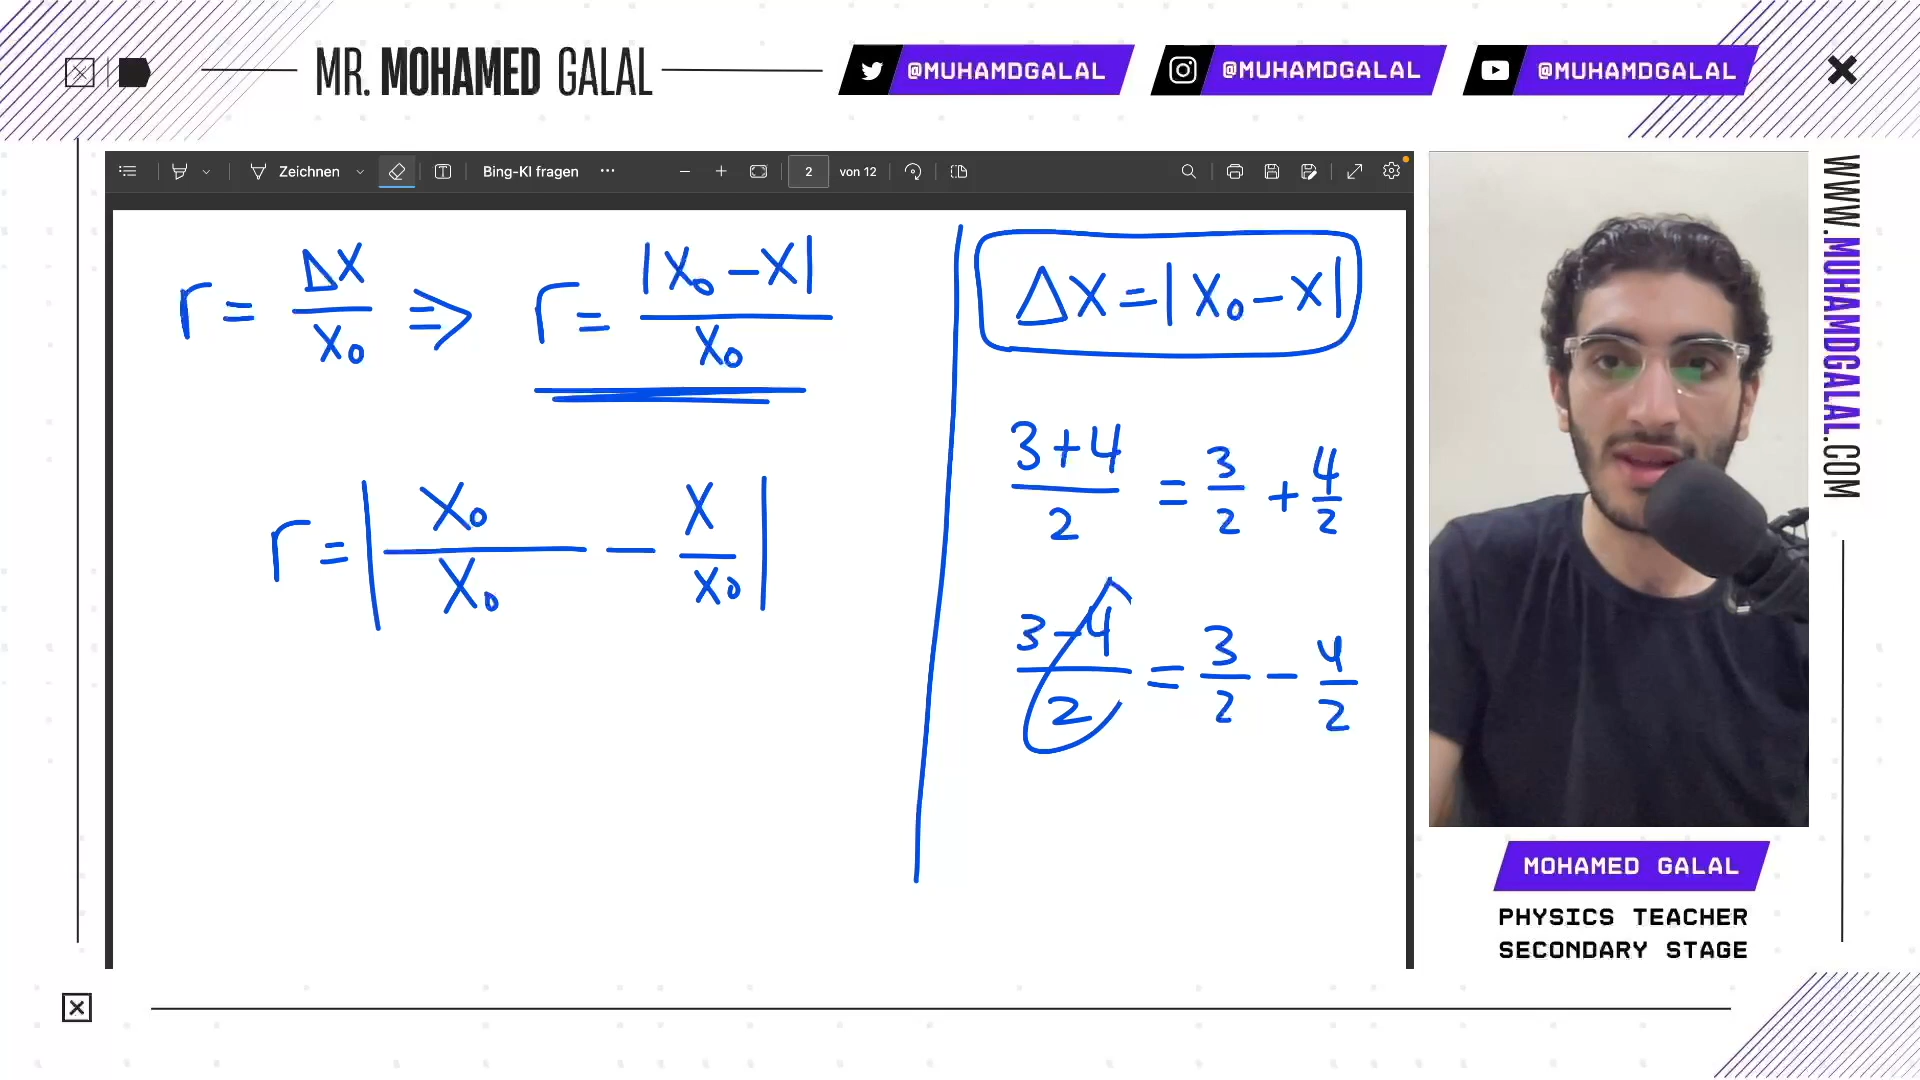 MR. MOHAMED GALAL
@MUHAMDGALAL
@MUHAMDGALAL
@MUHAMDGALAL
Zeichnen
Bing-KI fragen
2 von 12
r = ΔX / X₀ ⇒ r = |X₀ − X| / X₀
ΔX = |X₀ − X|
3+4 / 2 = 3/2 + 4/2
r = | X₀ / X₀ − X / X₀ |
3−4 / 2 = 3/2 − 4/2
WWW.MUHAMDGALAL.COM
MOHAMED GALAL
PHYSICS TEACHER
SECONDARY STAGE